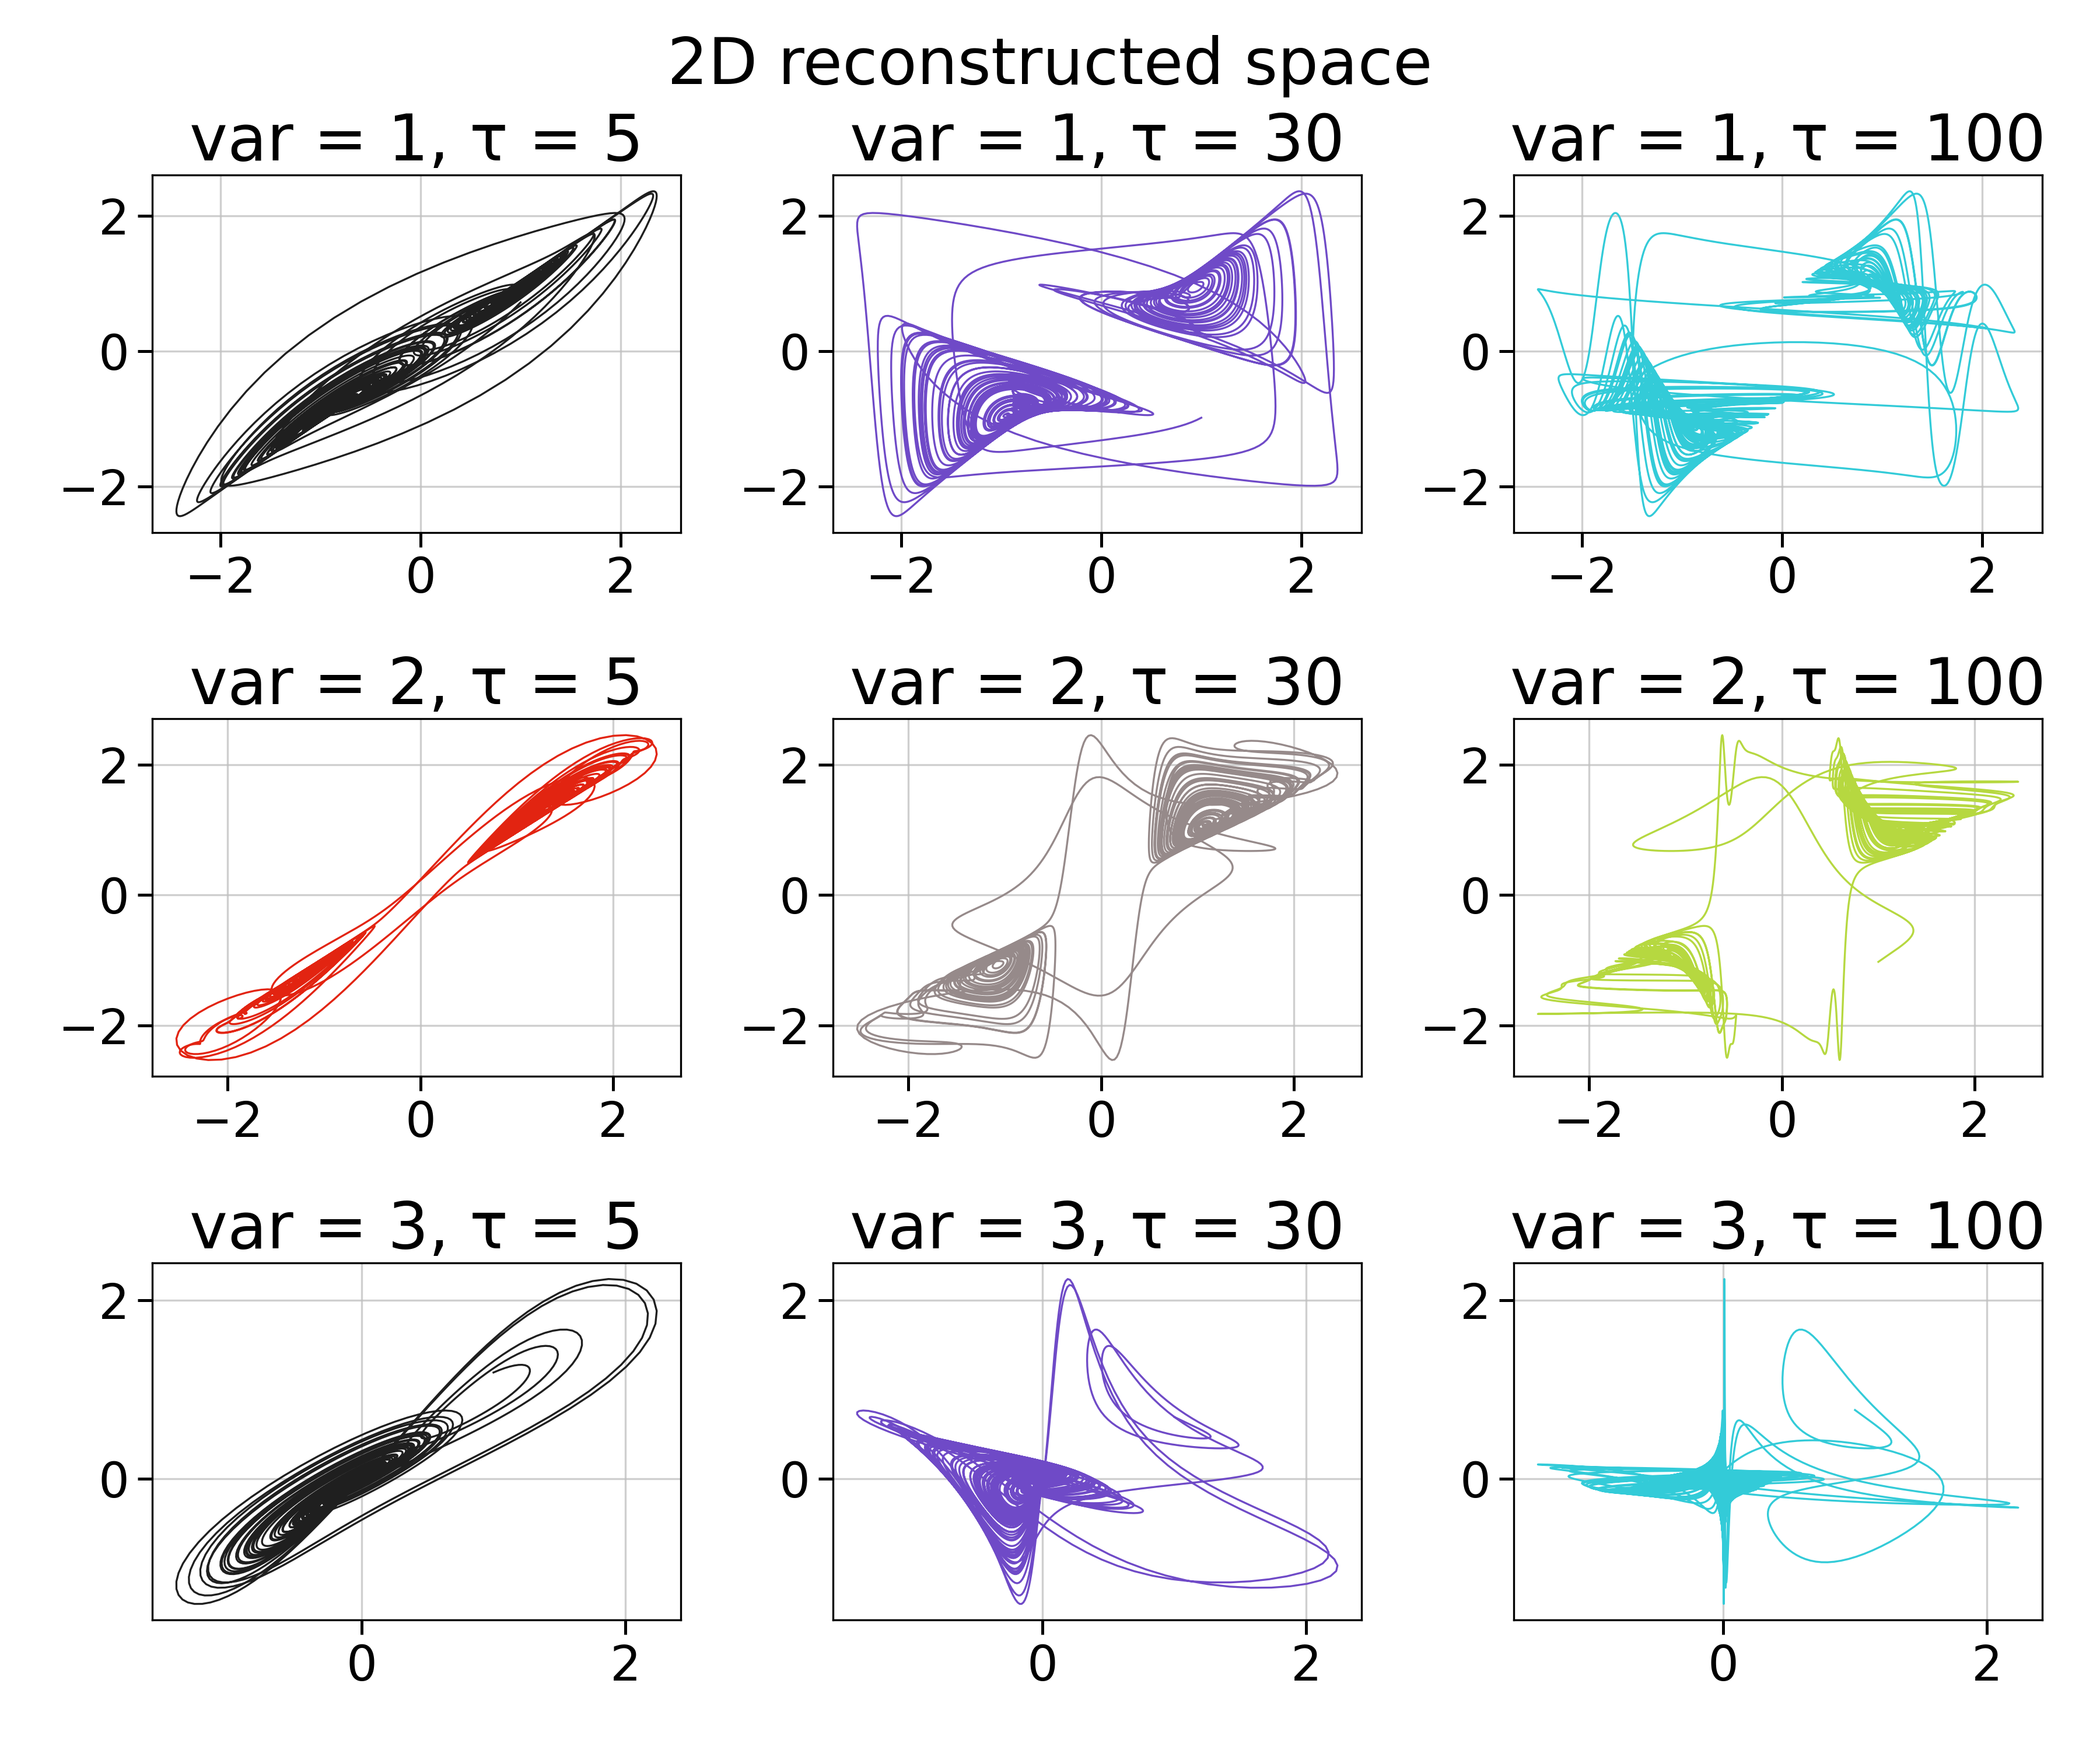 2D reconstructed space
var = 1, τ = 5
var = 1, τ = 30
var = 1, τ = 100
2
0
−2
−2 0 2
2
0
−2
−2 0 2
2
0
−2
−2 0 2
var = 2, τ = 5
var = 2, τ = 30
var = 2, τ = 100
2
0
−2
−2 0 2
2
0
−2
−2 0 2
2
0
−2
−2 0 2
var = 3, τ = 5
var = 3, τ = 30
var = 3, τ = 100
2
0
0 2
2
0
0 2
2
0
0 2